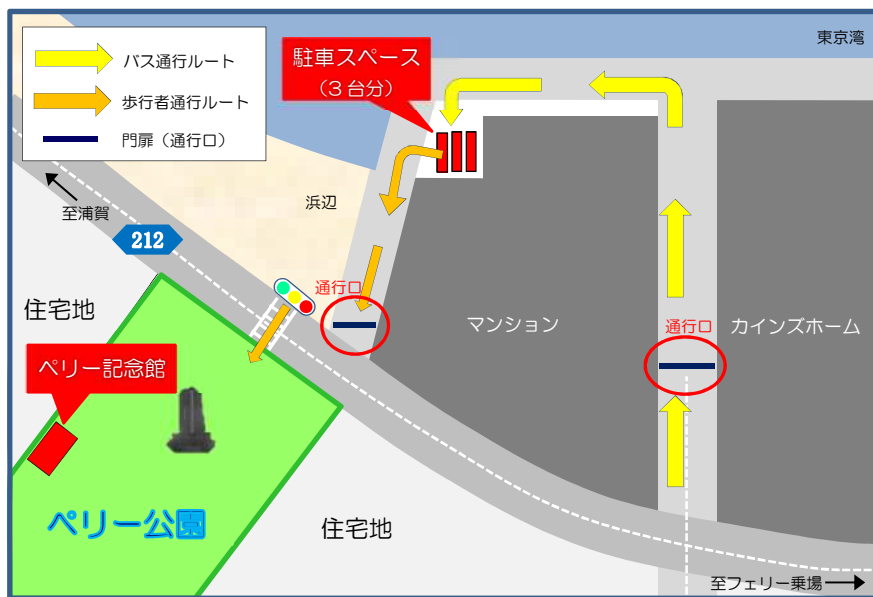 東京湾
バス通行ルート
歩行者通行ルート
門扉(通行口)
駐車スペース
(3台分)
至浦賀
浜辺
212
通行口
住宅地
マンション
通行口
カインズホーム
ペリー記念館
ペリー公園
住宅地
至フェリー乗場